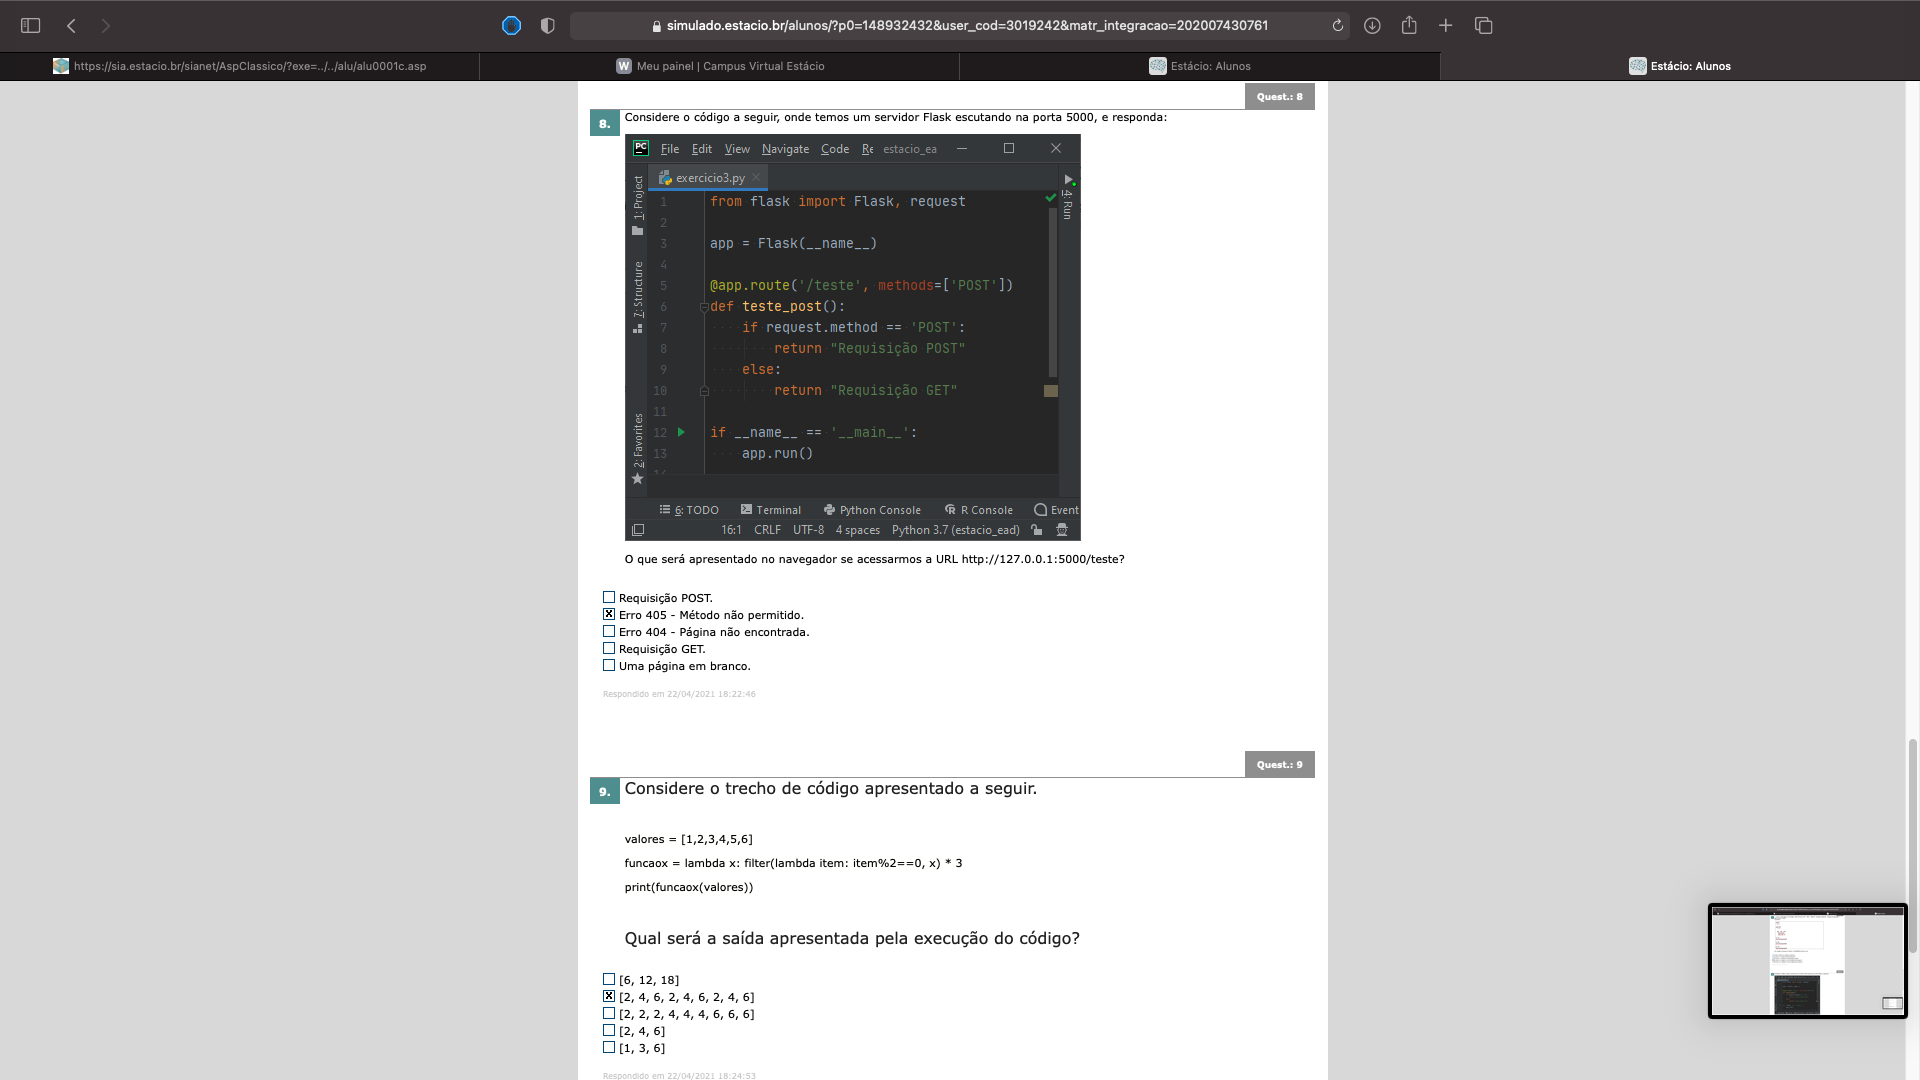 simulado.estacio.br/alunos/?p0=148932432&user_cod=3019242&matr_integracao=202007430761
https://sia.estacio.br/sianet/AspClassico/?exe=../../alu/alu0001c.asp
W Meu painel | Campus Virtual Estácio
Estácio: Alunos
Estácio: Alunos
Quest.: 8
8.
Considere o código a seguir, onde temos um servidor Flask escutando na porta 5000, e responda:
PC File Edit View Navigate Code Re estacio_ea
exercicio3.py
1: Project
7: Structure
2: Favorites
4: Run
1 from flask import Flask, request
2
3 app = Flask(__name__)
4
5 @app.route('/teste', methods=['POST'])
6 def teste_post():
7 if request.method == 'POST':
8 return "Requisição POST"
9 else:
10 return "Requisição GET"
11
12 if __name__ == '__main__':
13 app.run()
6: TODO Terminal Python Console R Console Event
16:1 CRLF UTF-8 4 spaces Python 3.7 (estacio_ead)
O que será apresentado no navegador se acessarmos a URL http://127.0.0.1:5000/teste?
Requisição POST.
X Erro 405 - Método não permitido.
Erro 404 - Página não encontrada.
Requisição GET.
Uma página em branco.
Respondido em 22/04/2021 18:22:46
Quest.: 9
9.
Considere o trecho de código apresentado a seguir.
valores = [1,2,3,4,5,6]
funcaox = lambda x: filter(lambda item: item%2==0, x) * 3
print(funcaox(valores))
Qual será a saída apresentada pela execução do código?
[6, 12, 18]
X [2, 4, 6, 2, 4, 6, 2, 4, 6]
[2, 2, 2, 4, 4, 4, 6, 6, 6]
[2, 4, 6]
[1, 3, 6]
Respondido em 22/04/2021 18:24:53